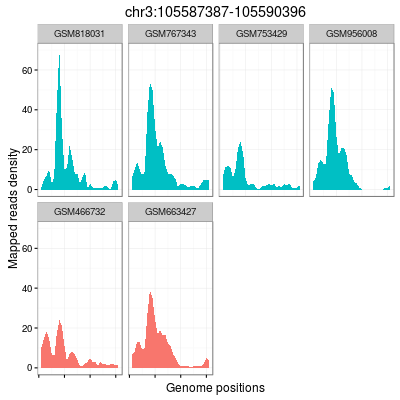 chr3:105587387-105590396
GSM818031 GSM767343 GSM753429 GSM956008
60
40
20
0
GSM466732 GSM663427
60
40
20
0
Mapped reads density
Genome positions